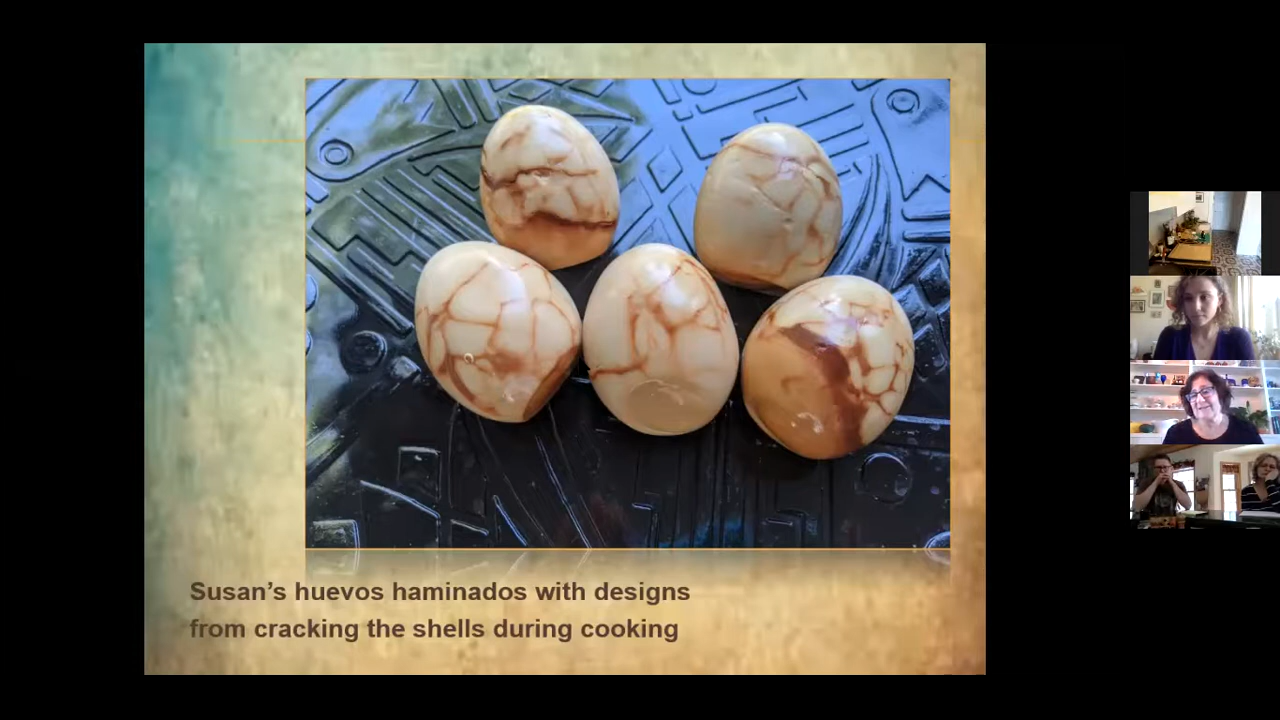 Susan’s huevos haminados with designs
from cracking the shells during cooking